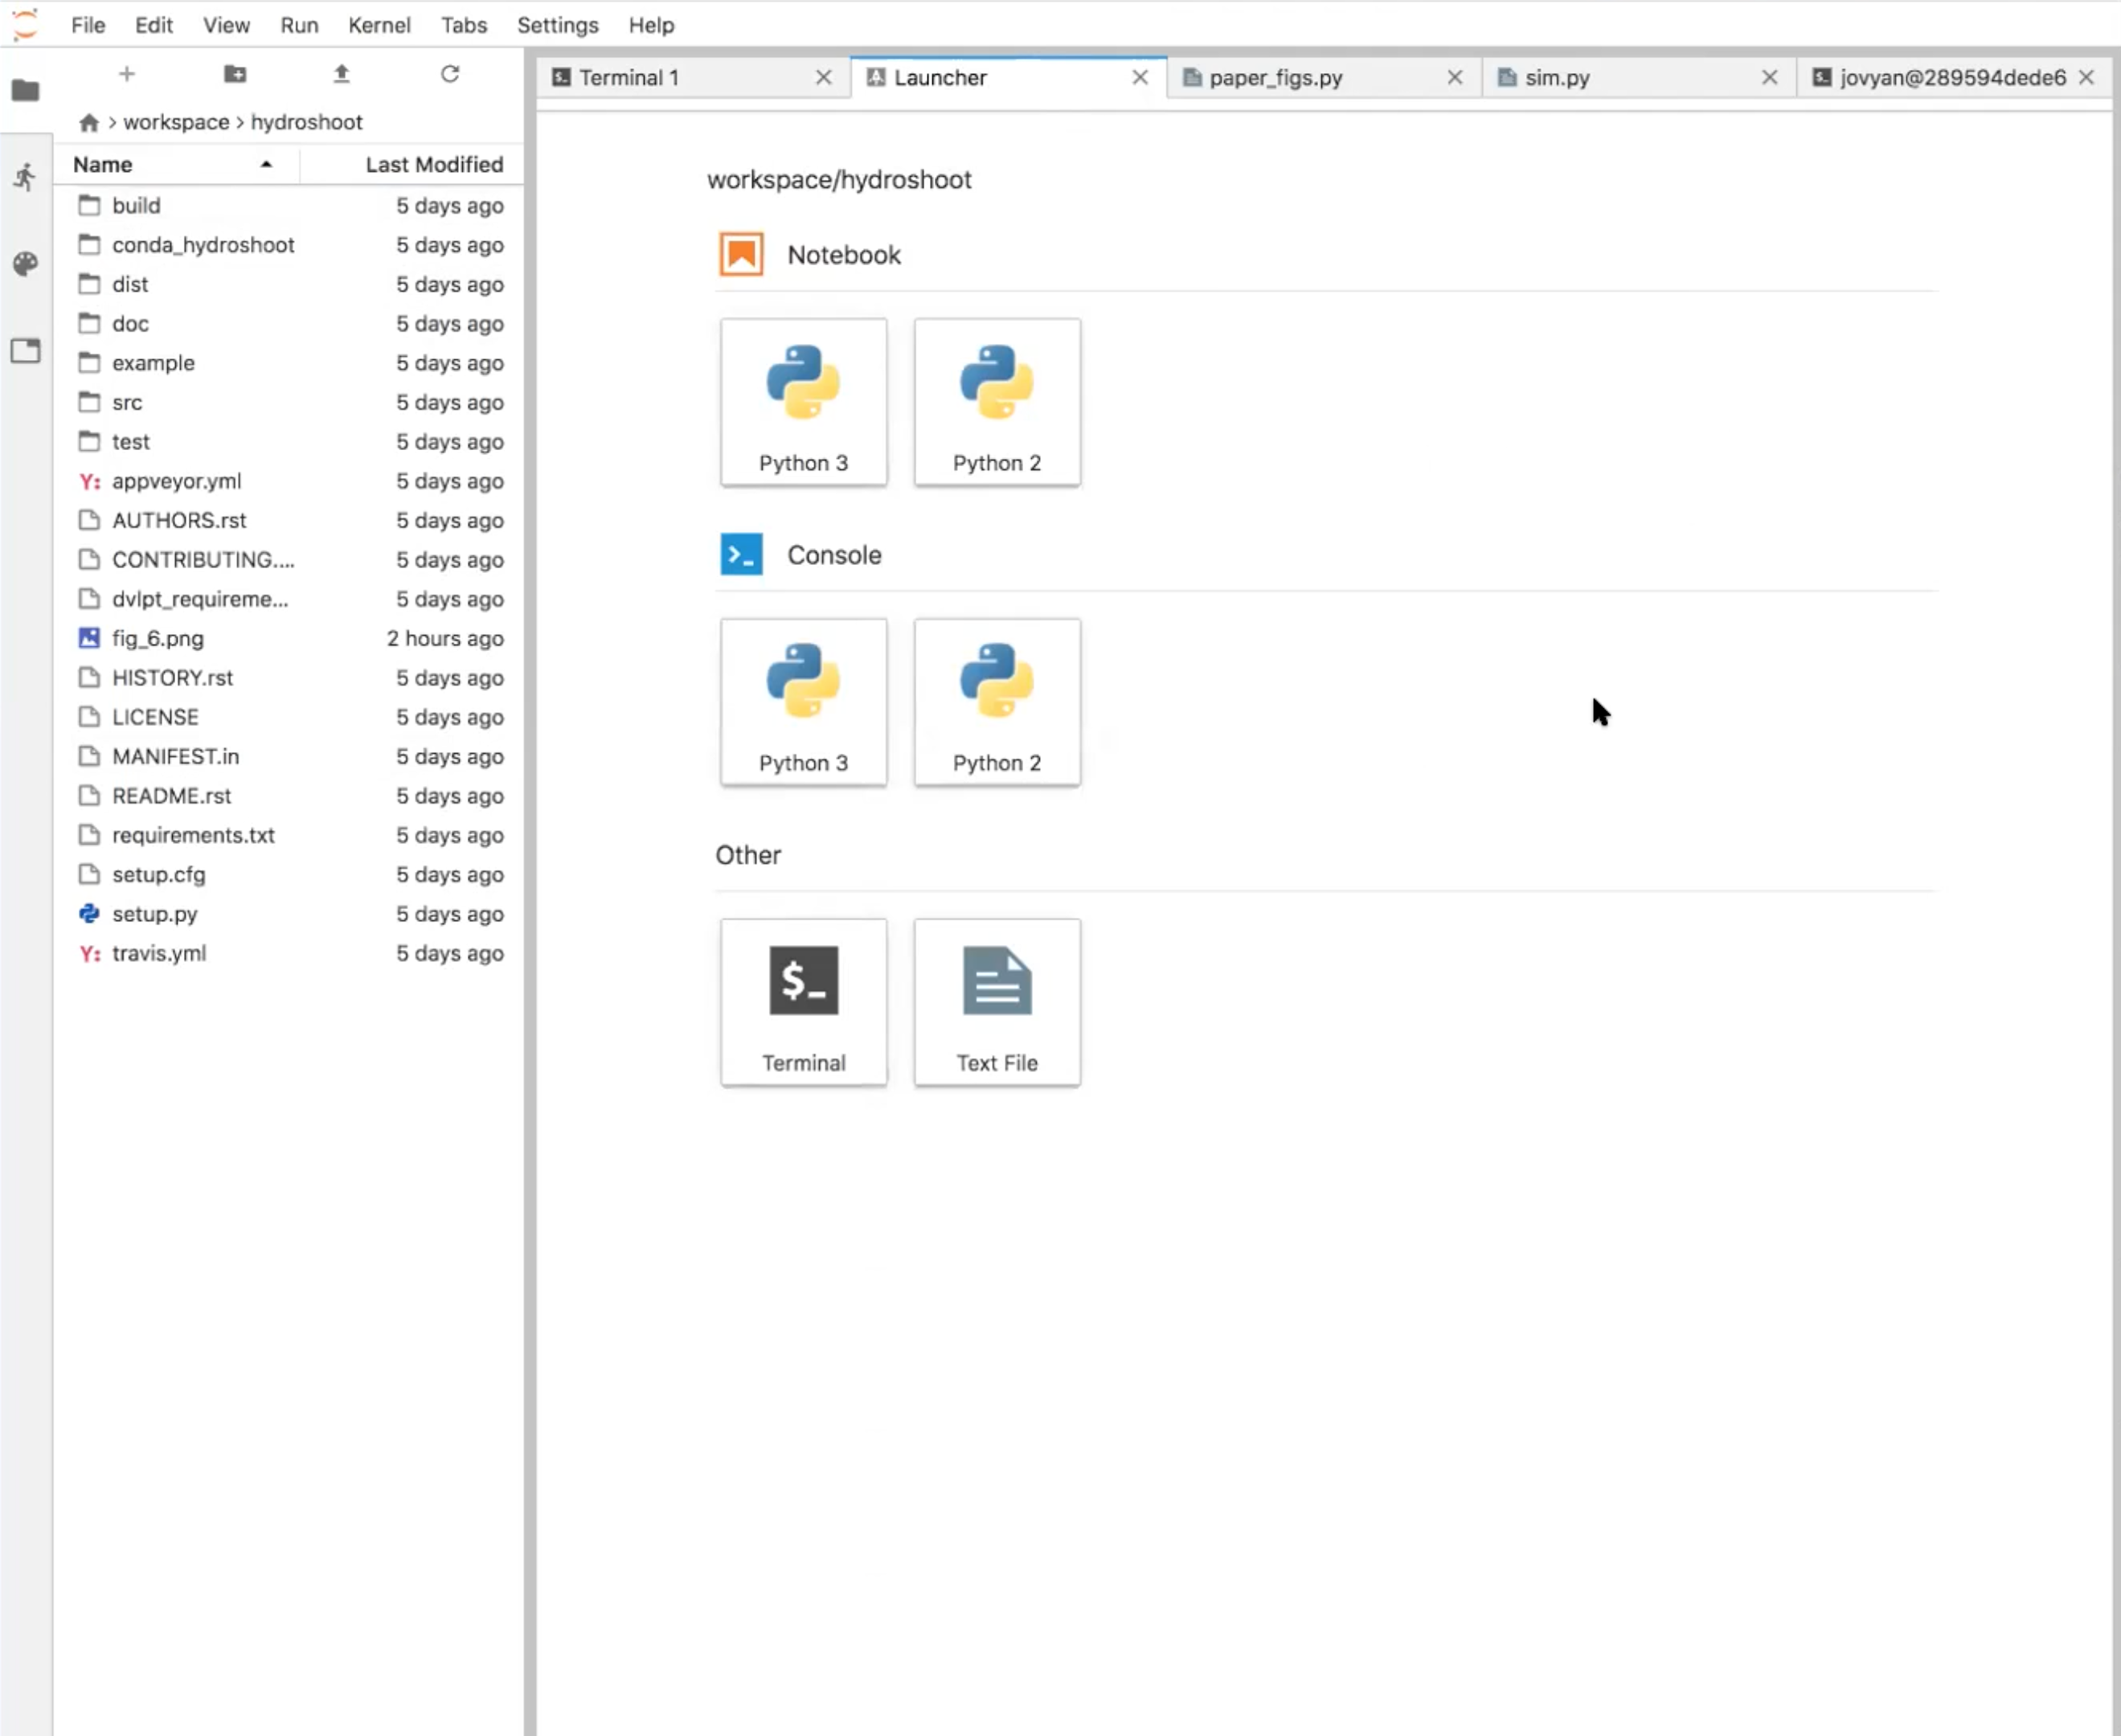 File Edit View Run Kernel Tabs Settings Help
Terminal 1 Launcher paper_figs.py sim.py jovyan@289594dede6
> workspace > hydroshoot
Name Last Modified
build 5 days ago
conda_hydroshoot 5 days ago
dist 5 days ago
doc 5 days ago
example 5 days ago
src 5 days ago
test 5 days ago
Y: appveyor.yml 5 days ago
AUTHORS.rst 5 days ago
CONTRIBUTING.... 5 days ago
dvlpt_requireme... 5 days ago
fig_6.png 2 hours ago
HISTORY.rst 5 days ago
LICENSE 5 days ago
MANIFEST.in 5 days ago
README.rst 5 days ago
requirements.txt 5 days ago
setup.cfg 5 days ago
setup.py 5 days ago
Y: travis.yml 5 days ago
workspace/hydroshoot
Notebook
Python 3 Python 2
Console
Python 3 Python 2
Other
$_
Terminal Text File